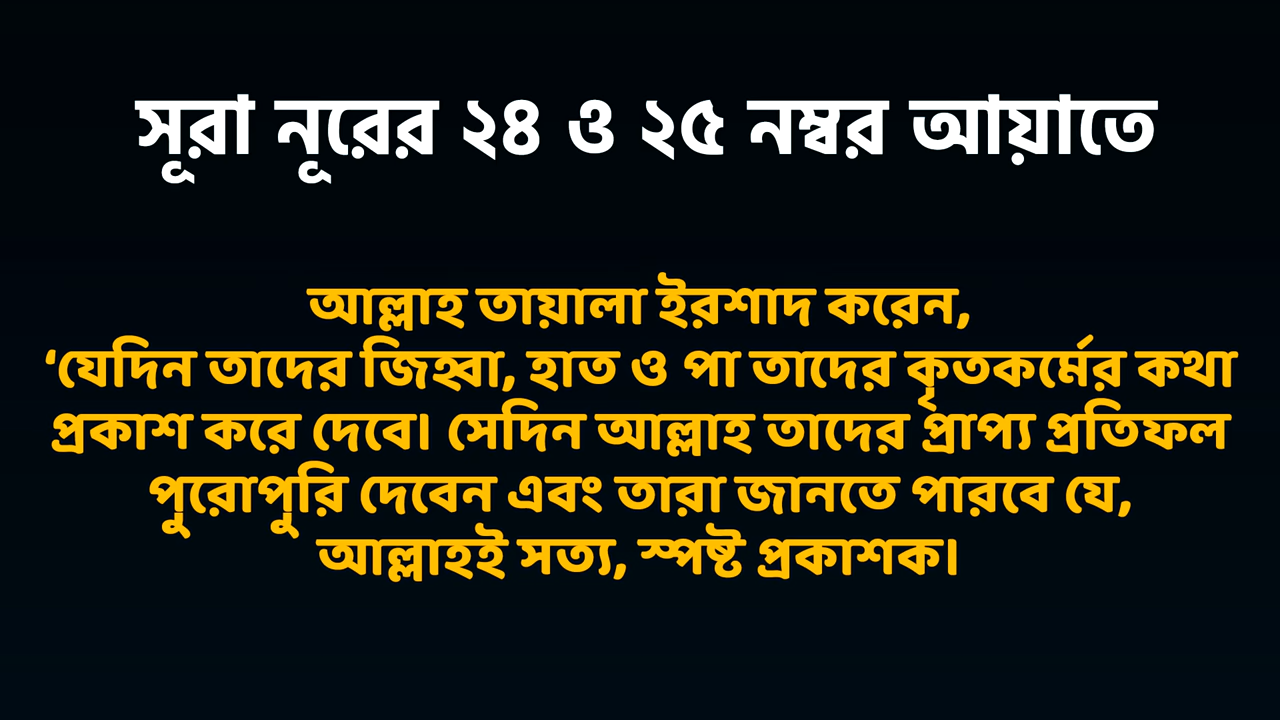 সূরা নূরের ২৪ ও ২৫ নম্বর আয়াতে
আল্লাহ তায়ালা ইরশাদ করেন,
‘যেদিন তাদের জিহ্বা, হাত ও পা তাদের কৃতকর্মের কথা
প্রকাশ করে দেবে। সেদিন আল্লাহ তাদের প্রাপ্য প্রতিফল
পুরোপুরি দেবেন এবং তারা জানতে পারবে যে,
আল্লাহই সত্য, স্পষ্ট প্রকাশক।